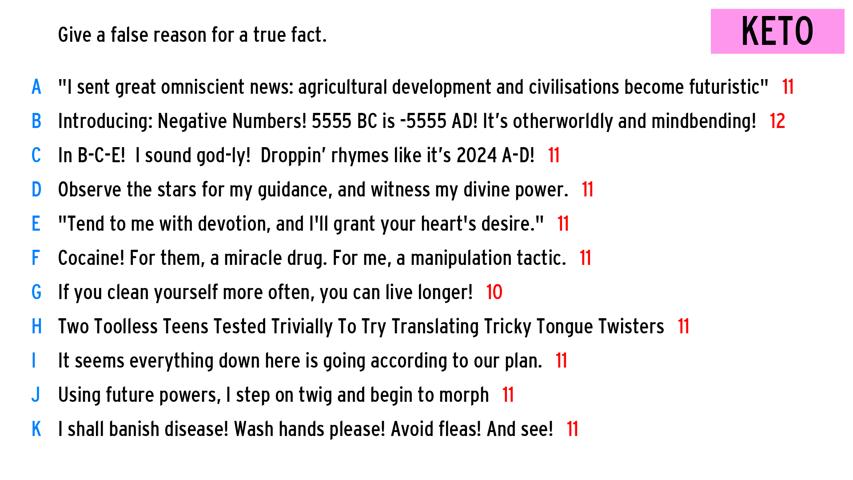 Give a false reason for a true fact.
KETO
A "I sent great omniscient news: agricultural development and civilisations become futuristic" 11
B Introducing: Negative Numbers! 5555 BC is -5555 AD! It's otherworldly and mindbending! 12
C In B-C-E! I sound god-ly! Droppin' rhymes like it's 2024 A-D! 11
D Observe the stars for my guidance, and witness my divine power. 11
E "Tend to me with devotion, and I'll grant your heart's desire." 11
F Cocaine! For them, a miracle drug. For me, a manipulation tactic. 11
G If you clean yourself more often, you can live longer! 10
H Two Toolless Teens Tested Trivially To Try Translating Tricky Tongue Twisters 11
I It seems everything down here is going according to our plan. 11
J Using future powers, I step on twig and begin to morph 11
K I shall banish disease! Wash hands please! Avoid fleas! And see! 11